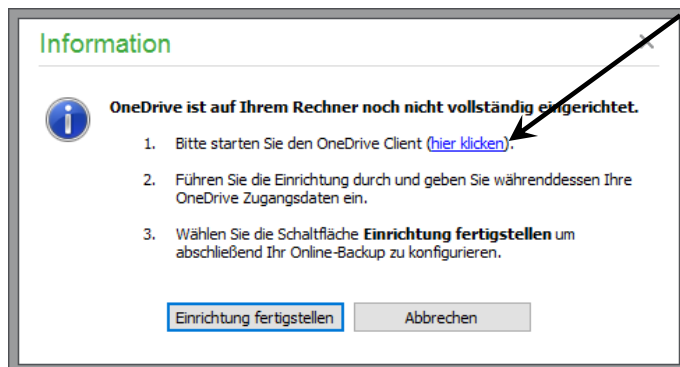 Information
OneDrive ist auf Ihrem Rechner noch nicht vollständig eingerichtet.
1. Bitte starten Sie den OneDrive Client (hier klicken).
2. Führen Sie die Einrichtung durch und geben Sie währenddessen Ihre
OneDrive Zugangsdaten ein.
3. Wählen Sie die Schaltfläche Einrichtung fertigstellen um
abschließend Ihr Online-Backup zu konfigurieren.
Einrichtung fertigstellen Abbrechen